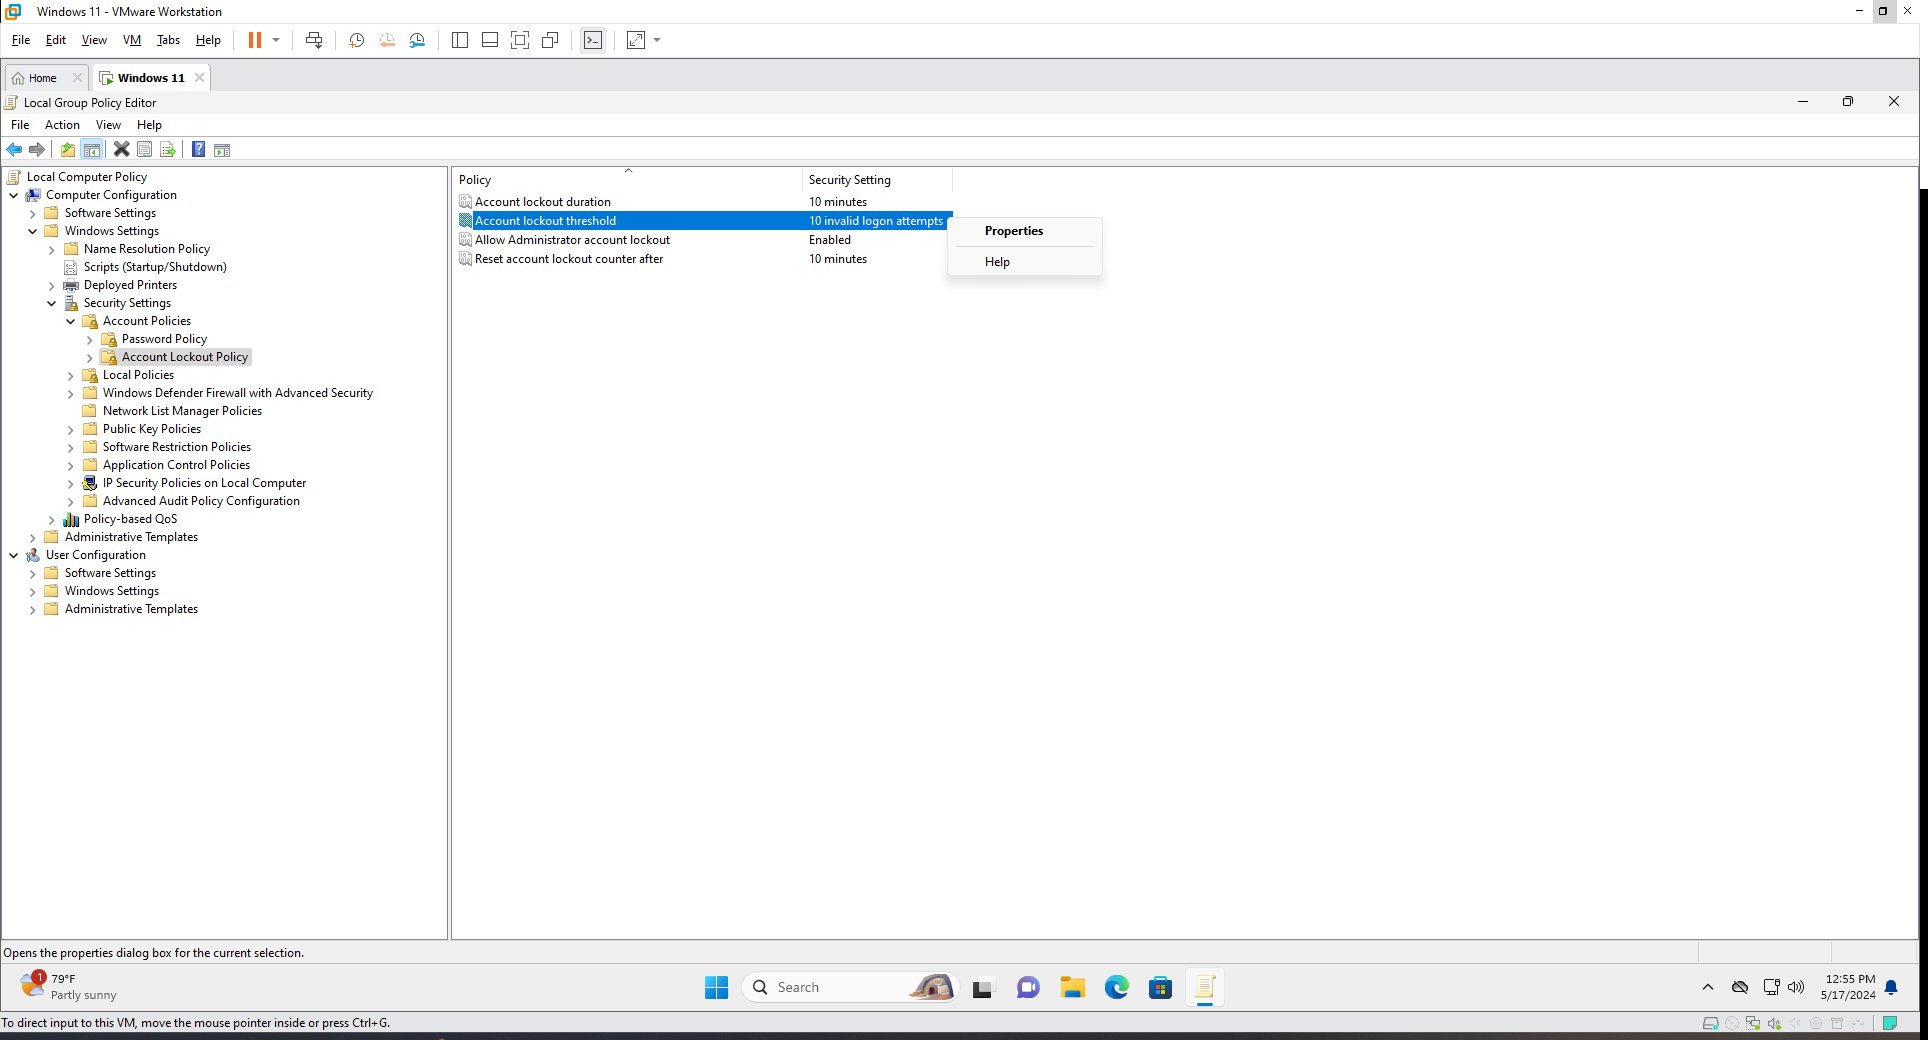 Windows 11 - VMware Workstation
File Edit View VM Tabs Help
Home Windows 11
Local Group Policy Editor
File Action View Help
Local Computer Policy
Computer Configuration
Software Settings
Windows Settings
Name Resolution Policy
Scripts (Startup/Shutdown)
Deployed Printers
Security Settings
Account Policies
Password Policy
Account Lockout Policy
Local Policies
Windows Defender Firewall with Advanced Security
Network List Manager Policies
Public Key Policies
Software Restriction Policies
Application Control Policies
IP Security Policies on Local Computer
Advanced Audit Policy Configuration
Policy-based QoS
Administrative Templates
User Configuration
Software Settings
Windows Settings
Administrative Templates
Policy Security Setting
Account lockout duration 10 minutes
Account lockout threshold 10 invalid logon attempts
Allow Administrator account lockout Enabled
Reset account lockout counter after 10 minutes
Properties
Help
Opens the properties dialog box for the current selection.
1
79°F
Partly sunny
Search
12:55 PM
5/17/2024
To direct input to this VM, move the mouse pointer inside or press Ctrl+G.